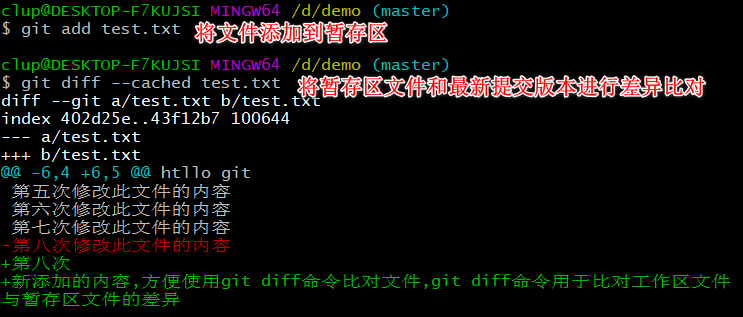 clup@DESKTOP-F7KUJSI MINGW64 /d/demo (master)
$ git add test.txt 将文件添加到暂存区
clup@DESKTOP-F7KUJSI MINGW64 /d/demo (master)
$ git diff --cached test.txt 将暂存区文件和最新提交版本进行差异比对
diff --git a/test.txt b/test.txt
index 402d25e..43f12b7 100644
--- a/test.txt
+++ b/test.txt
@@ -6,4 +6,5 @@ htllo git
 第五次修改此文件的内容
 第六次修改此文件的内容
 第七次修改此文件的内容
-第八次修改此文件的内容
+第八次
+新添加的内容,方便使用git diff命令比对文件,git diff命令用于比对工作区文件
与暂存区文件的差异